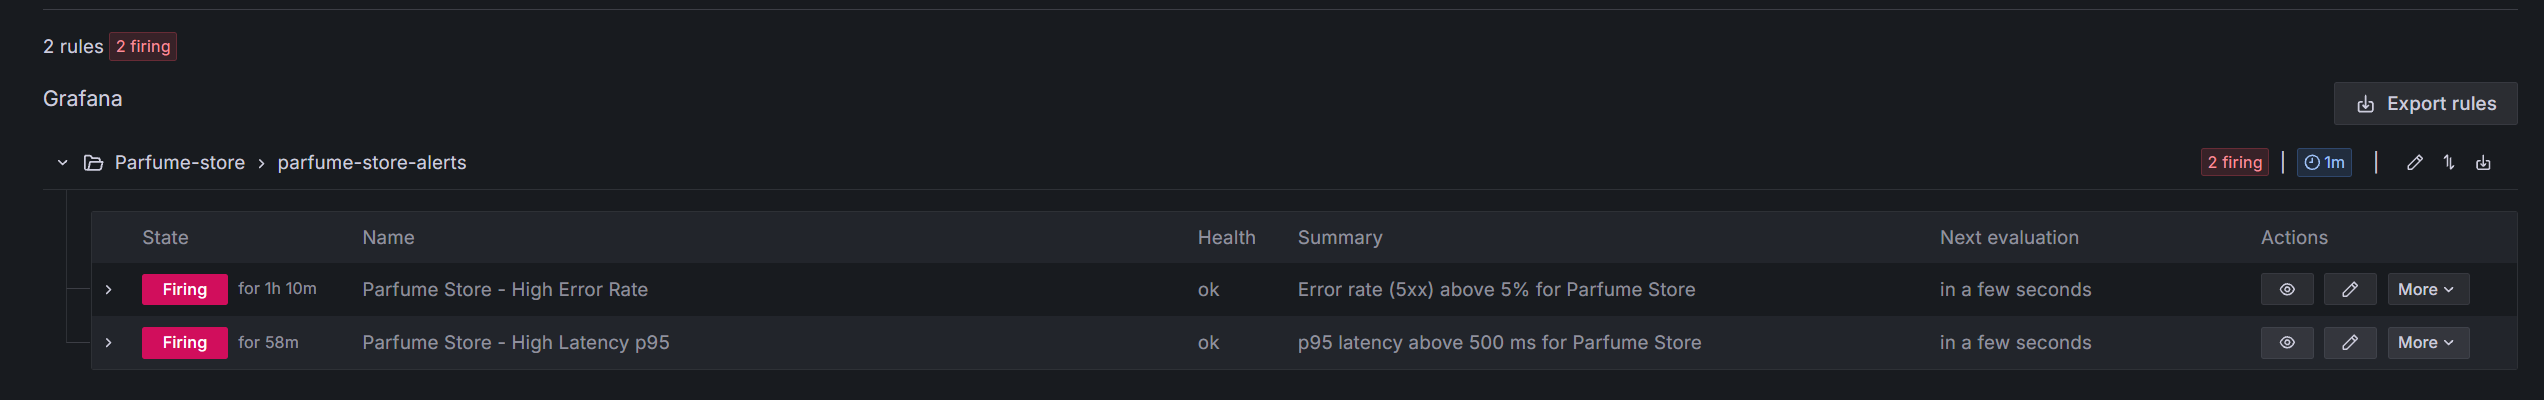 2 rules 2 firing
Grafana
Export rules
Parfume-store > parfume-store-alerts 2 firing | 1m |
State Name Health Summary Next evaluation Actions
Firing for 1h 10m Parfume Store - High Error Rate ok Error rate (5xx) above 5% for Parfume Store in a few seconds More
Firing for 58m Parfume Store - High Latency p95 ok p95 latency above 500 ms for Parfume Store in a few seconds More